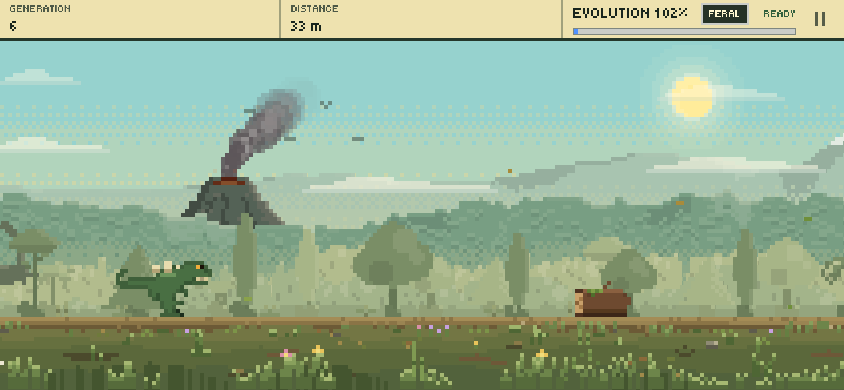 GENERATION
6
DISTANCE
33 m
EVOLUTION 102%
FERAL
READY